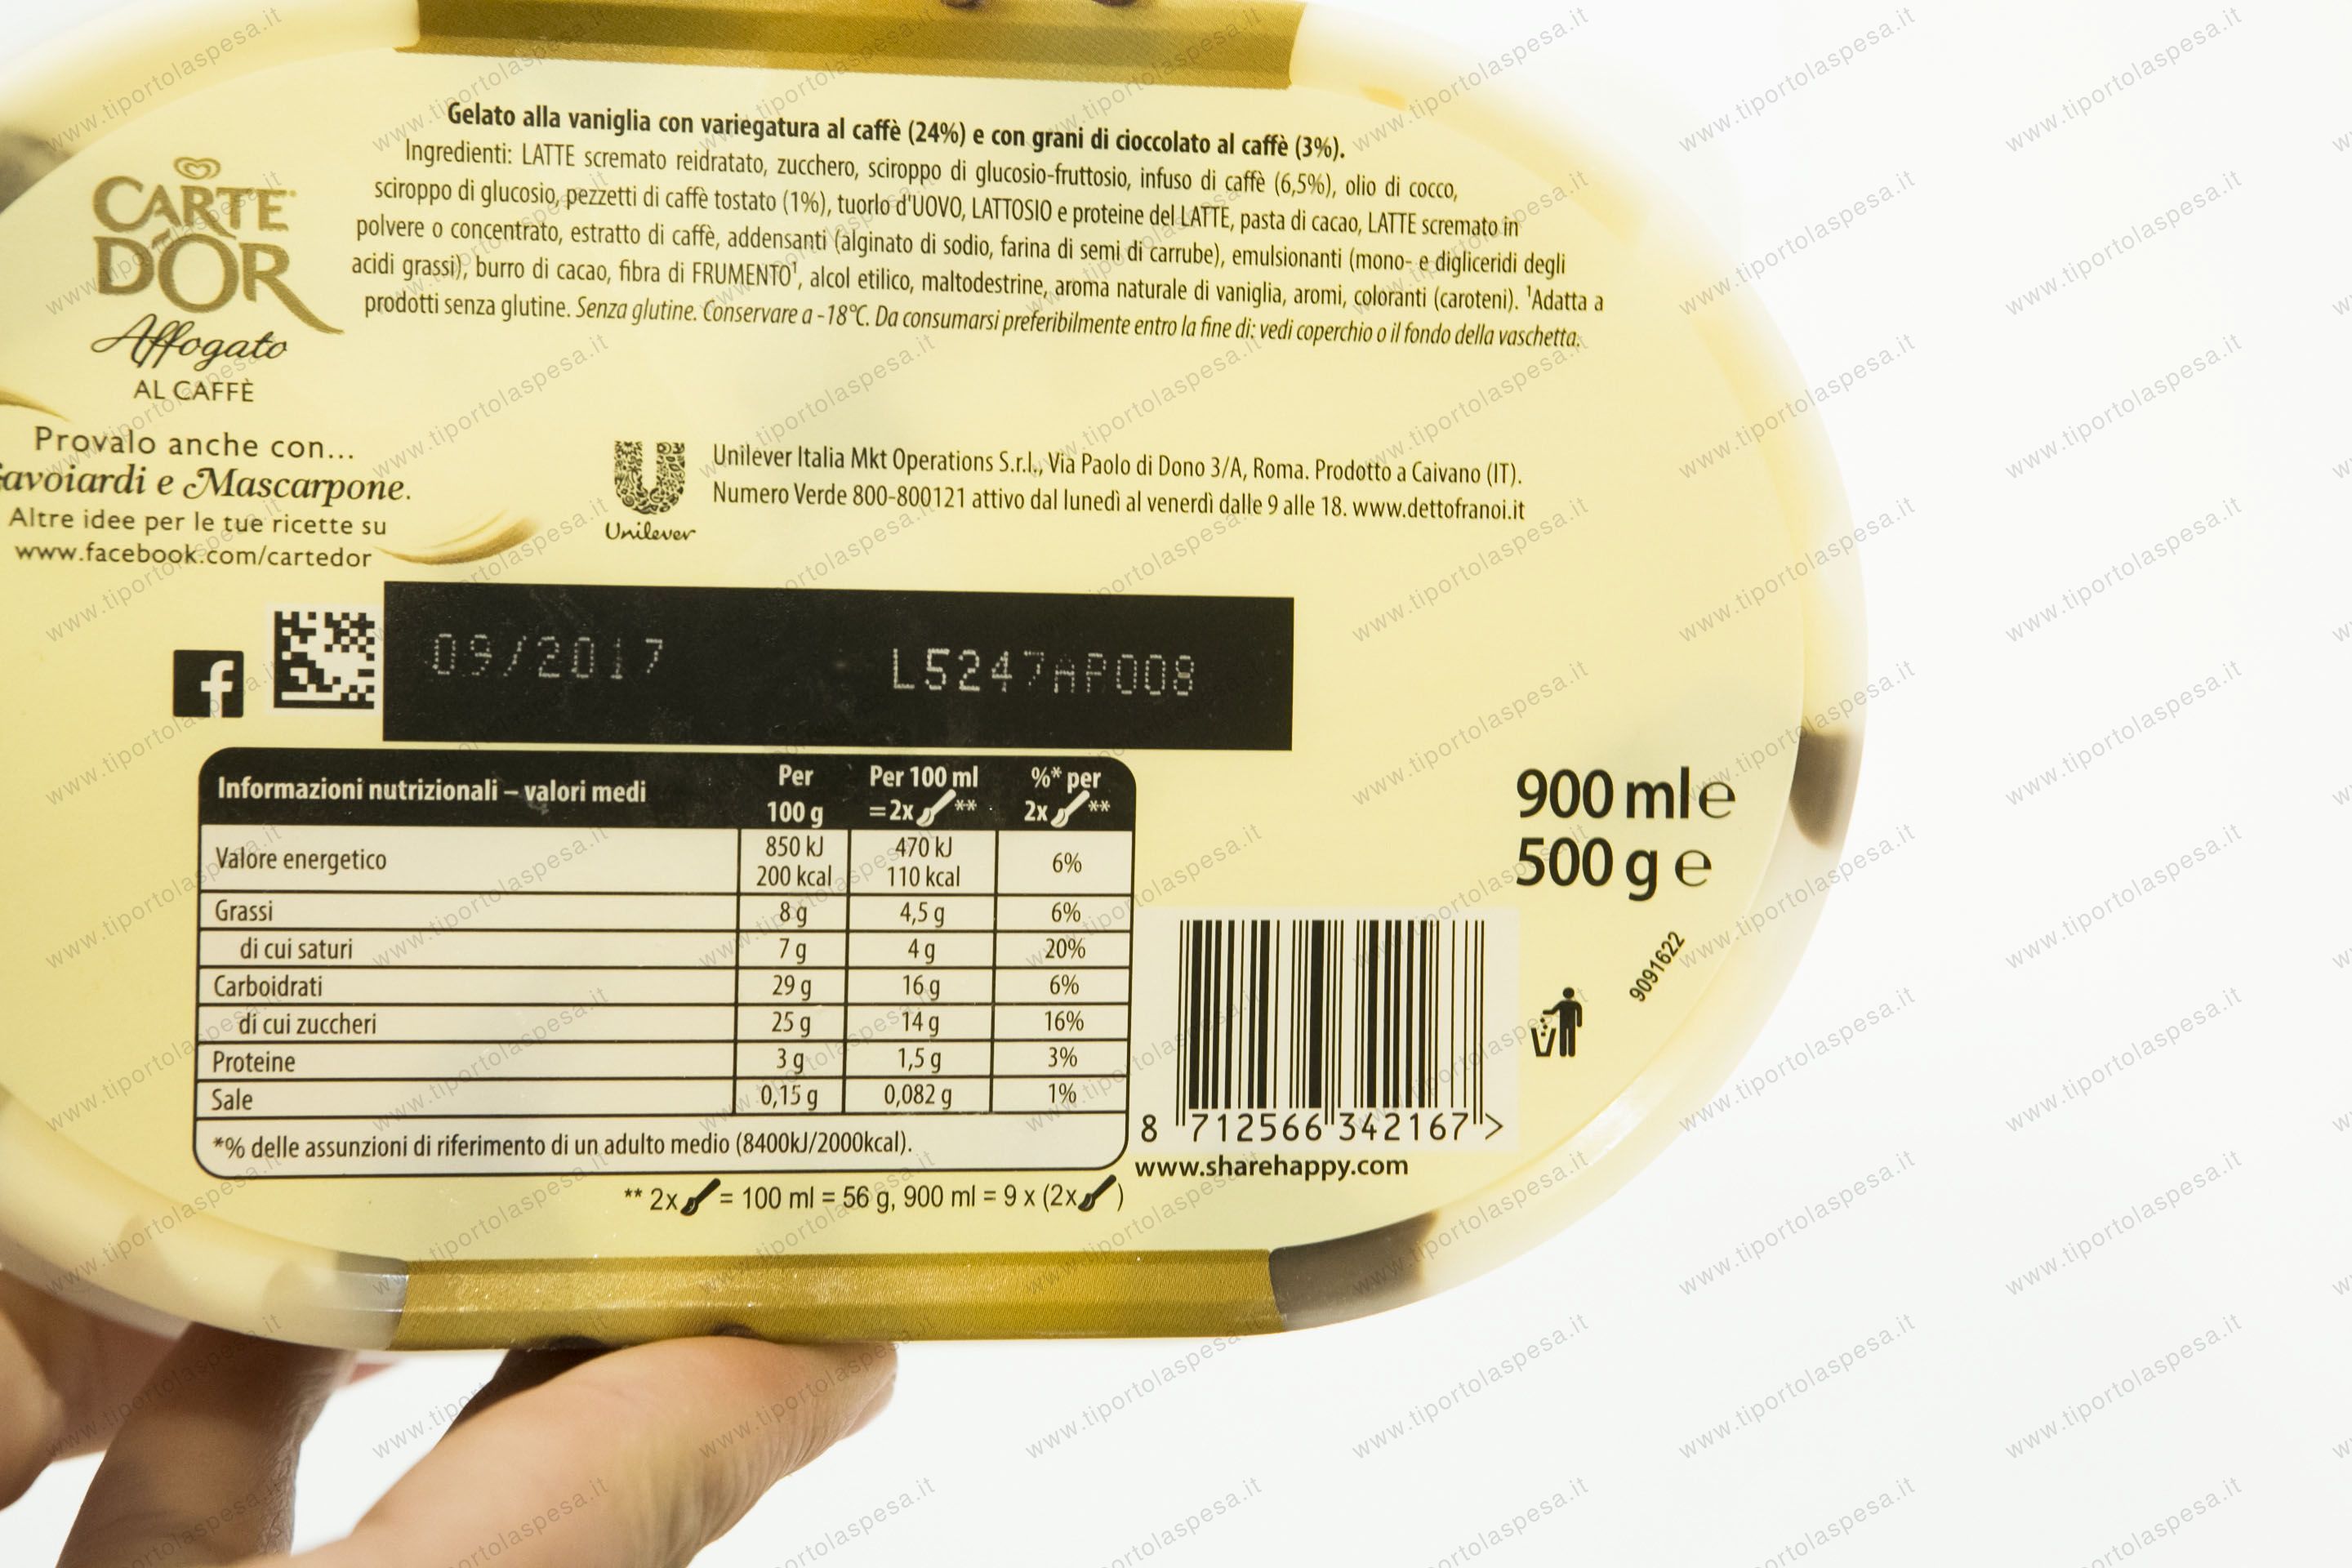 Gelato alla vaniglia con variegatura al caffè (24%) e con grani di cioccolato al caffè (3%).
Ingredienti: LATTE scremato reidratato, zucchero, sciroppo di glucosio-fruttosio, infuso di caffè (6,5%), olio di cocco,
sciroppo di glucosio, pezzetti di caffè tostato (1%), tuorlo d'UOVO, LATTOSIO e proteine del LATTE, pasta di cacao, LATTE scremato in
polvere o concentrato, estratto di caffè, addensanti (alginato di sodio, farina di semi di carrube), emulsionanti (mono- e digliceridi degli
acidi grassi), burro di cacao, fibra di FRUMENTO¹, alcol etilico, maltodestrine, aroma naturale di vaniglia, aromi, coloranti (caroteni). ¹Adatta a
prodotti senza glutine. Senza glutine. Conservare a -18°C. Da consumarsi preferibilmente entro la fine di: vedi coperchio o il fondo della vaschetta.
CARTE
D'OR
Affogato
AL CAFFÈ
Provalo anche con...
avoiardi e Mascarpone.
Altre idee per le tue ricette su
www.facebook.com/cartedor
Unilever
Unilever Italia Mkt Operations S.r.l., Via Paolo di Dono 3/A, Roma. Prodotto a Caivano (IT).
Numero Verde 800-800121 attivo dal lunedì al venerdì dalle 9 alle 18. www.dettofranoi.it
09/2017 L5247AP008
Informazioni nutrizionali – valori medi Per 100 g Per 100 ml =2x ** %* per 2x **
Valore energetico 850 kJ 200 kcal 470 kJ 110 kcal 6%
Grassi 8 g 4,5 g 6%
di cui saturi 7 g 4 g 20%
Carboidrati 29 g 16 g 6%
di cui zuccheri 25 g 14 g 16%
Proteine 3 g 1,5 g 3%
Sale 0,15 g 0,082 g 1%
*% delle assunzioni di riferimento di un adulto medio (8400kJ/2000kcal).
** 2x = 100 ml = 56 g, 900 ml = 9 x (2x )
900 ml e
500 g e
9091622
8 712566 342167 >
www.sharehappy.com
www.tiportolaspesa.it